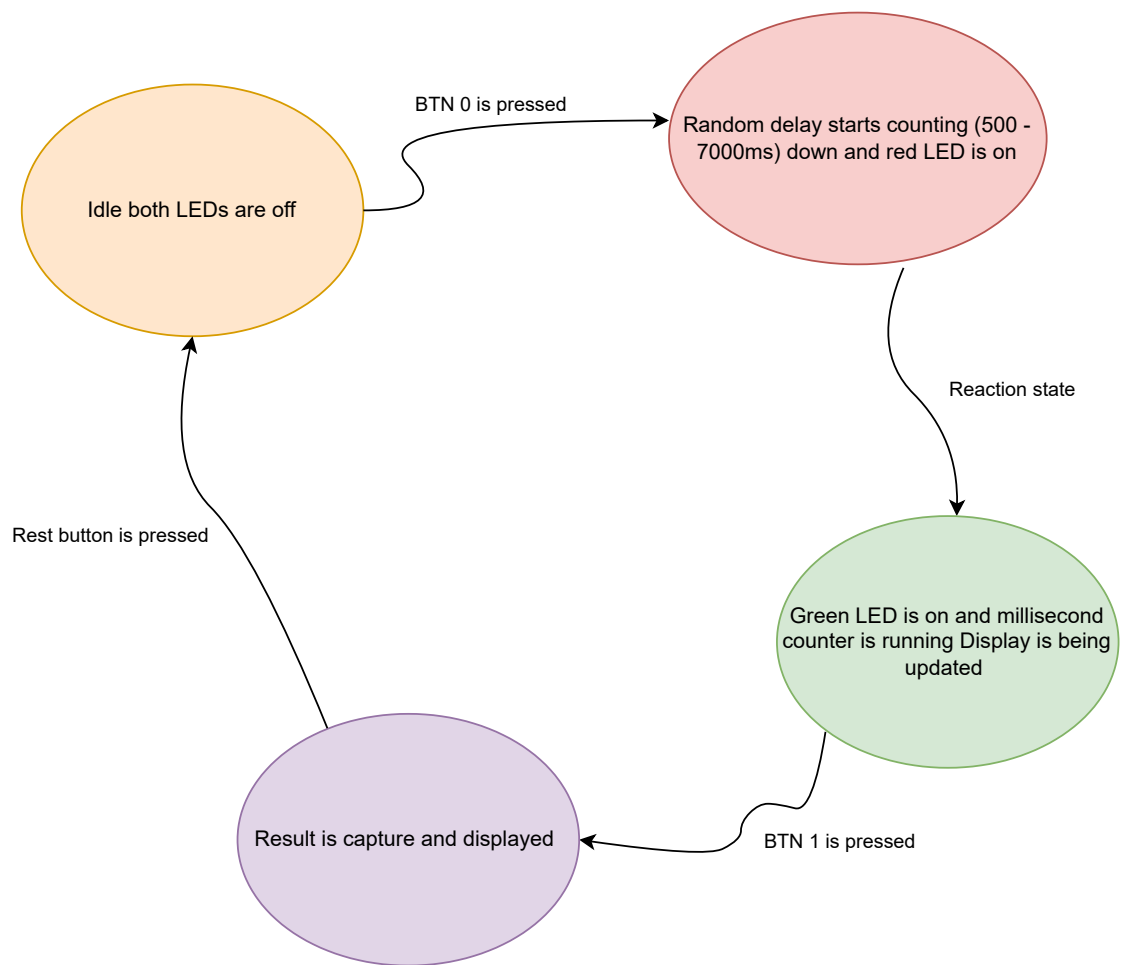 BTN 0 is pressed
Random delay starts counting (500 -
7000ms) down and red LED is on
Idle both LEDs are off
Reaction state
Rest button is pressed
Green LED is on and millisecond
counter is running Display is being
updated
Result is capture and displayed
BTN 1 is pressed